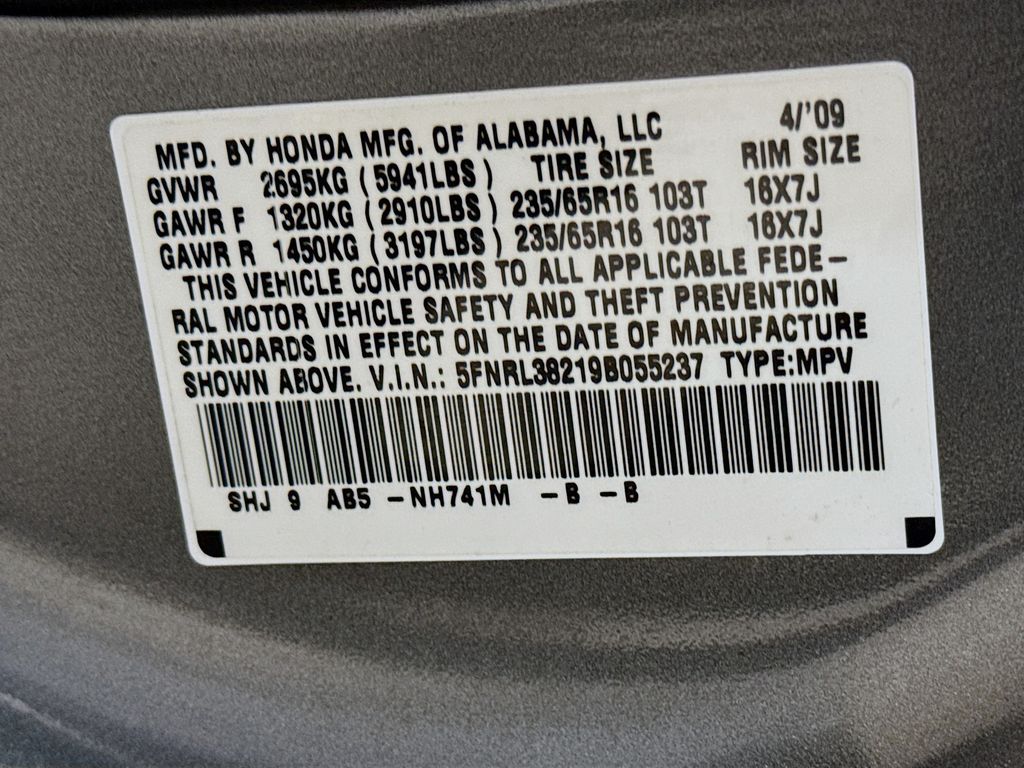 MFD. BY HONDA MFG. OF ALABAMA, LLC 4/'09
GVWR 2695KG (5941LBS) TIRE SIZE RIM SIZE
GAWR F 1320KG (2910LBS) 235/65R16 103T 16X7J
GAWR R 1450KG (3197LBS) 235/65R16 103T 16X7J
THIS VEHICLE CONFORMS TO ALL APPLICABLE FEDE-
RAL MOTOR VEHICLE SAFETY AND THEFT PREVENTION
STANDARDS IN EFFECT ON THE DATE OF MANUFACTURE
SHOWN ABOVE. V.I.N.: 5FNRL38219B055237 TYPE:MPV
SHJ 9 AB5 -NH741M -B -B